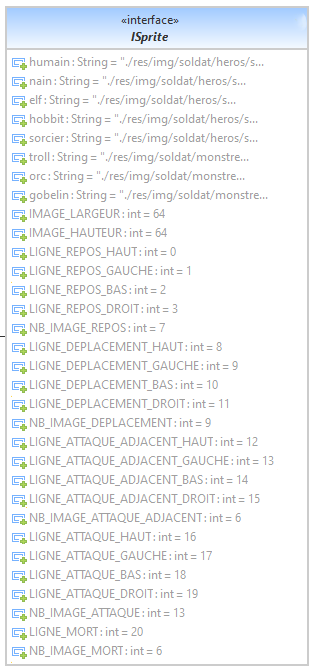 «interface»
ISprite
humain : String = "./res/img/soldat/heros/s...
nain : String = "./res/img/soldat/heros/s...
elf : String = "./res/img/soldat/heros/s...
hobbit : String = "./res/img/soldat/heros/s...
sorcier : String = "./res/img/soldat/heros/s...
troll : String = "./res/img/soldat/monstre...
orc : String = "./res/img/soldat/monstre...
gobelin : String = "./res/img/soldat/monstre...
IMAGE_LARGEUR : int = 64
IMAGE_HAUTEUR : int = 64
LIGNE_REPOS_HAUT : int = 0
LIGNE_REPOS_GAUCHE : int = 1
LIGNE_REPOS_BAS : int = 2
LIGNE_REPOS_DROIT : int = 3
NB_IMAGE_REPOS : int = 7
LIGNE_DEPLACEMENT_HAUT : int = 8
LIGNE_DEPLACEMENT_GAUCHE : int = 9
LIGNE_DEPLACEMENT_BAS : int = 10
LIGNE_DEPLACEMENT_DROIT : int = 11
NB_IMAGE_DEPLACEMENT : int = 9
LIGNE_ATTAQUE_ADJACENT_HAUT : int = 12
LIGNE_ATTAQUE_ADJACENT_GAUCHE : int = 13
LIGNE_ATTAQUE_ADJACENT_BAS : int = 14
LIGNE_ATTAQUE_ADJACENT_DROIT : int = 15
NB_IMAGE_ATTAQUE_ADJACENT : int = 6
LIGNE_ATTAQUE_HAUT : int = 16
LIGNE_ATTAQUE_GAUCHE : int = 17
LIGNE_ATTAQUE_BAS : int = 18
LIGNE_ATTAQUE_DROIT : int = 19
NB_IMAGE_ATTAQUE : int = 13
LIGNE_MORT : int = 20
NB_IMAGE_MORT : int = 6